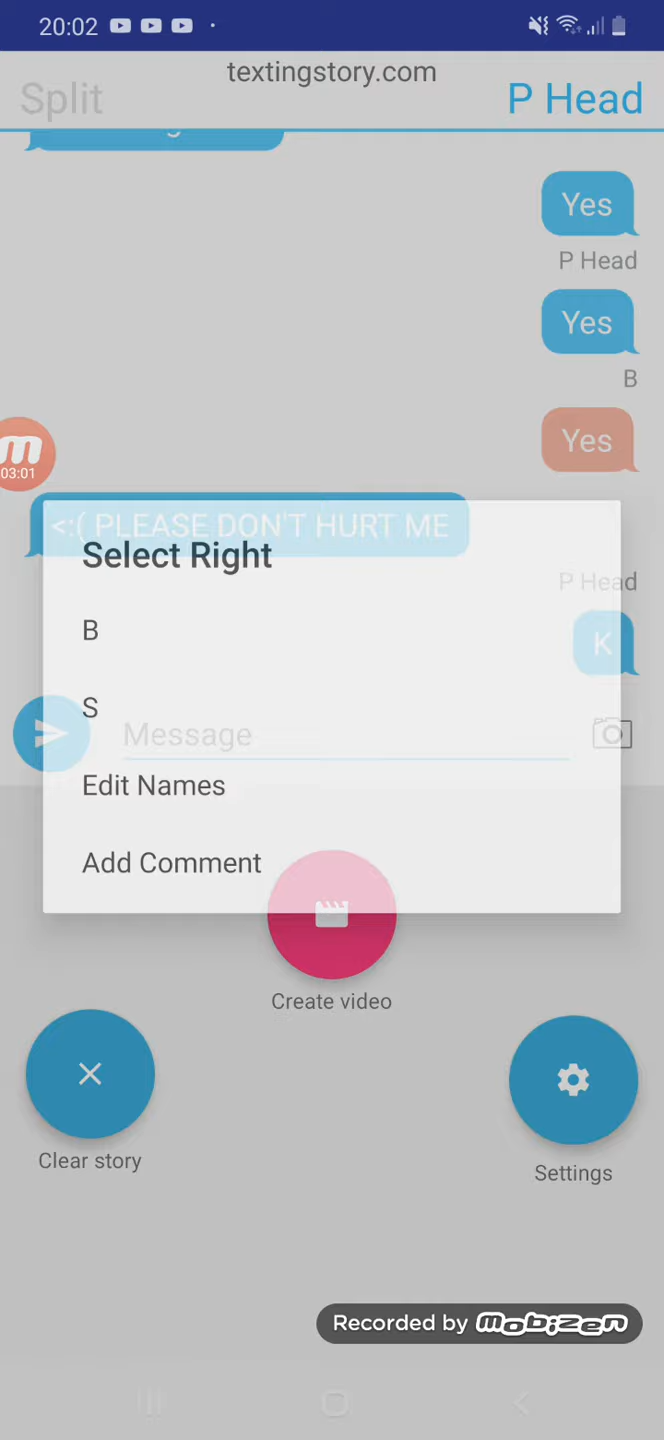 20:02
textingstory.com
Split
P Head
Yes
P Head
Yes
B
Yes
m
03:01
<:( PLEASE DON'T HURT ME
Select Right
P Head
B
K
S
Message
Edit Names
Add Comment
Create video
Clear story
Settings
Recorded by mobizen